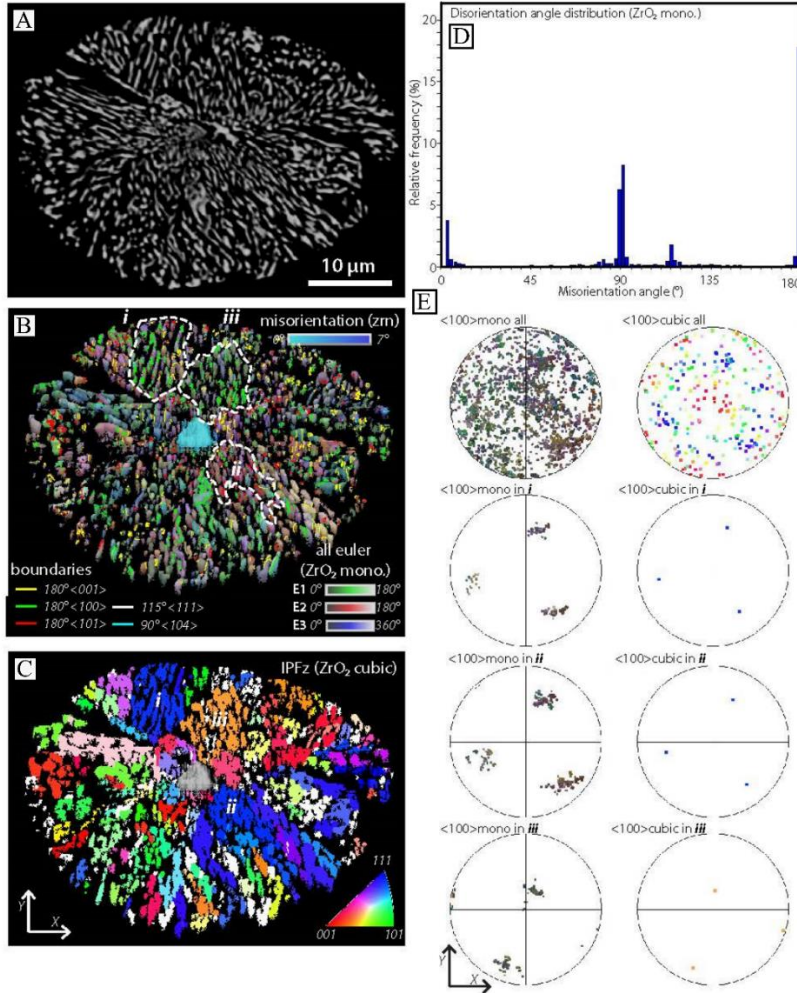 A
10 µm
D
Disorientation angle distribution (ZrO₂ mono.)
Relative frequency (%)
20
15
10
5
0
0
45
90
135
180
Misorientation angle (°)
B
i
iii
misorientation (zrn)
0°
7°
ii
boundaries
180° <001>
180° <100>
180° <101>
115° <111>
90° <104>
all euler
(ZrO₂ mono.)
E1 0° 180°
E2 0° 180°
E3 0° 360°
C
IPFz (ZrO₂ cubic)
i
iii
ii
Y
X
111
001
101
E
<100>mono all
<100>cubic all
<100>mono in i
<100>cubic in i
<100>mono in ii
<100>cubic in ii
<100>mono in iii
<100>cubic in iii
Y
X